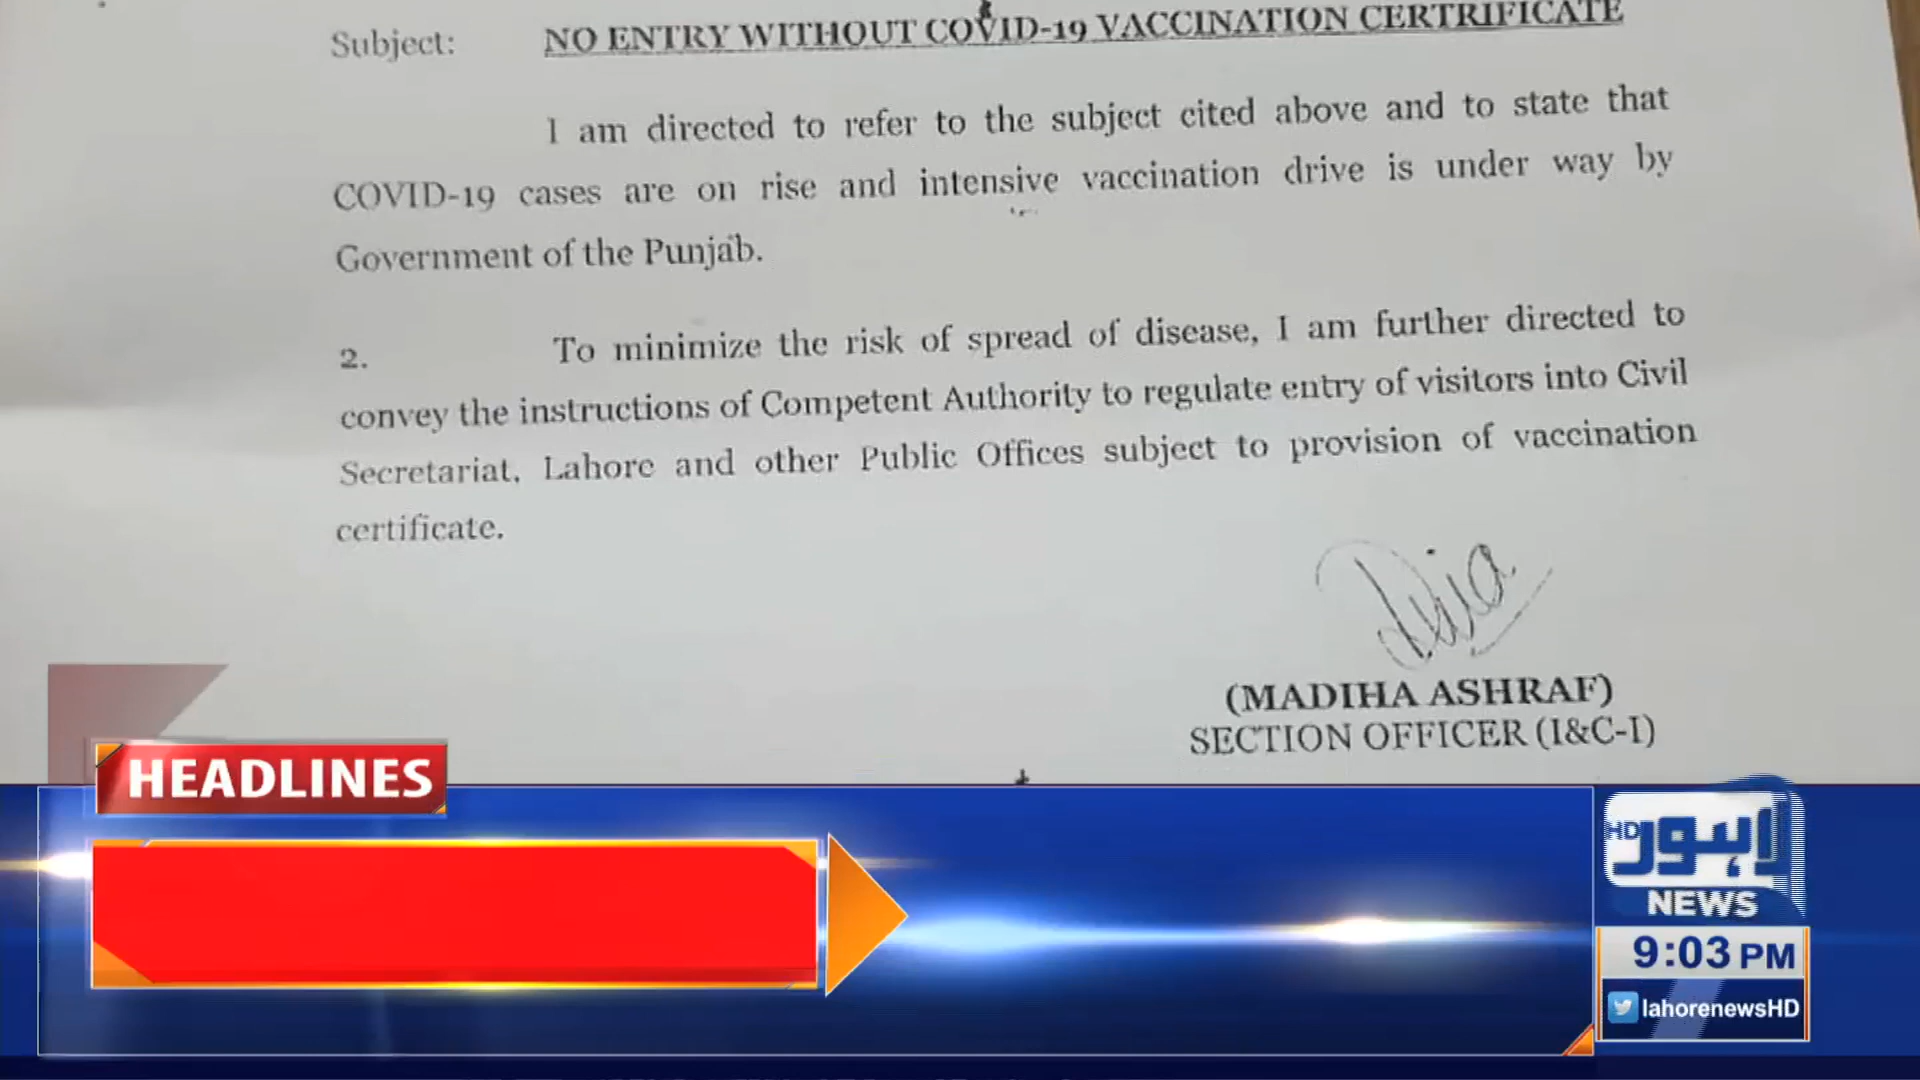 Subject: NO ENTRY WITHOUT COVID-19 VACCINATION CERTRIFICATE
I am directed to refer to the subject cited above and to state that
COVID-19 cases are on rise and intensive vaccination drive is under way by
Government of the Punjab.
2. To minimize the risk of spread of disease, I am further directed to
convey the instructions of Competent Authority to regulate entry of visitors into Civil
Secretariat, Lahore and other Public Offices subject to provision of vaccination
certificate.
(MADIHA ASHRAF)
SECTION OFFICER (I&C-I)
HEADLINES
HD
لاہور
NEWS
9:03 PM
lahorenewsHD